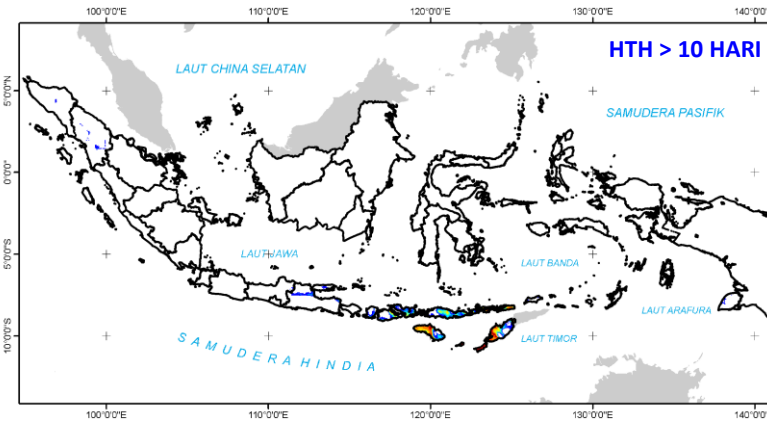 100°0'0"E 110°0'0"E 120°0'0"E 130°0'0"E 140°0'0"E
HTH > 10 HARI
LAUT CHINA SELATAN
5°0'0"N
SAMUDERA PASIFIK
0°0'0"
LAUT JAWA
LAUT BANDA
5°0'0"S
LAUT ARAFURA
10°0'0"S
LAUT TIMOR
SAMUDERA HINDIA
100°0'0"E 110°0'0"E 120°0'0"E 130°0'0"E 140°0'0"E